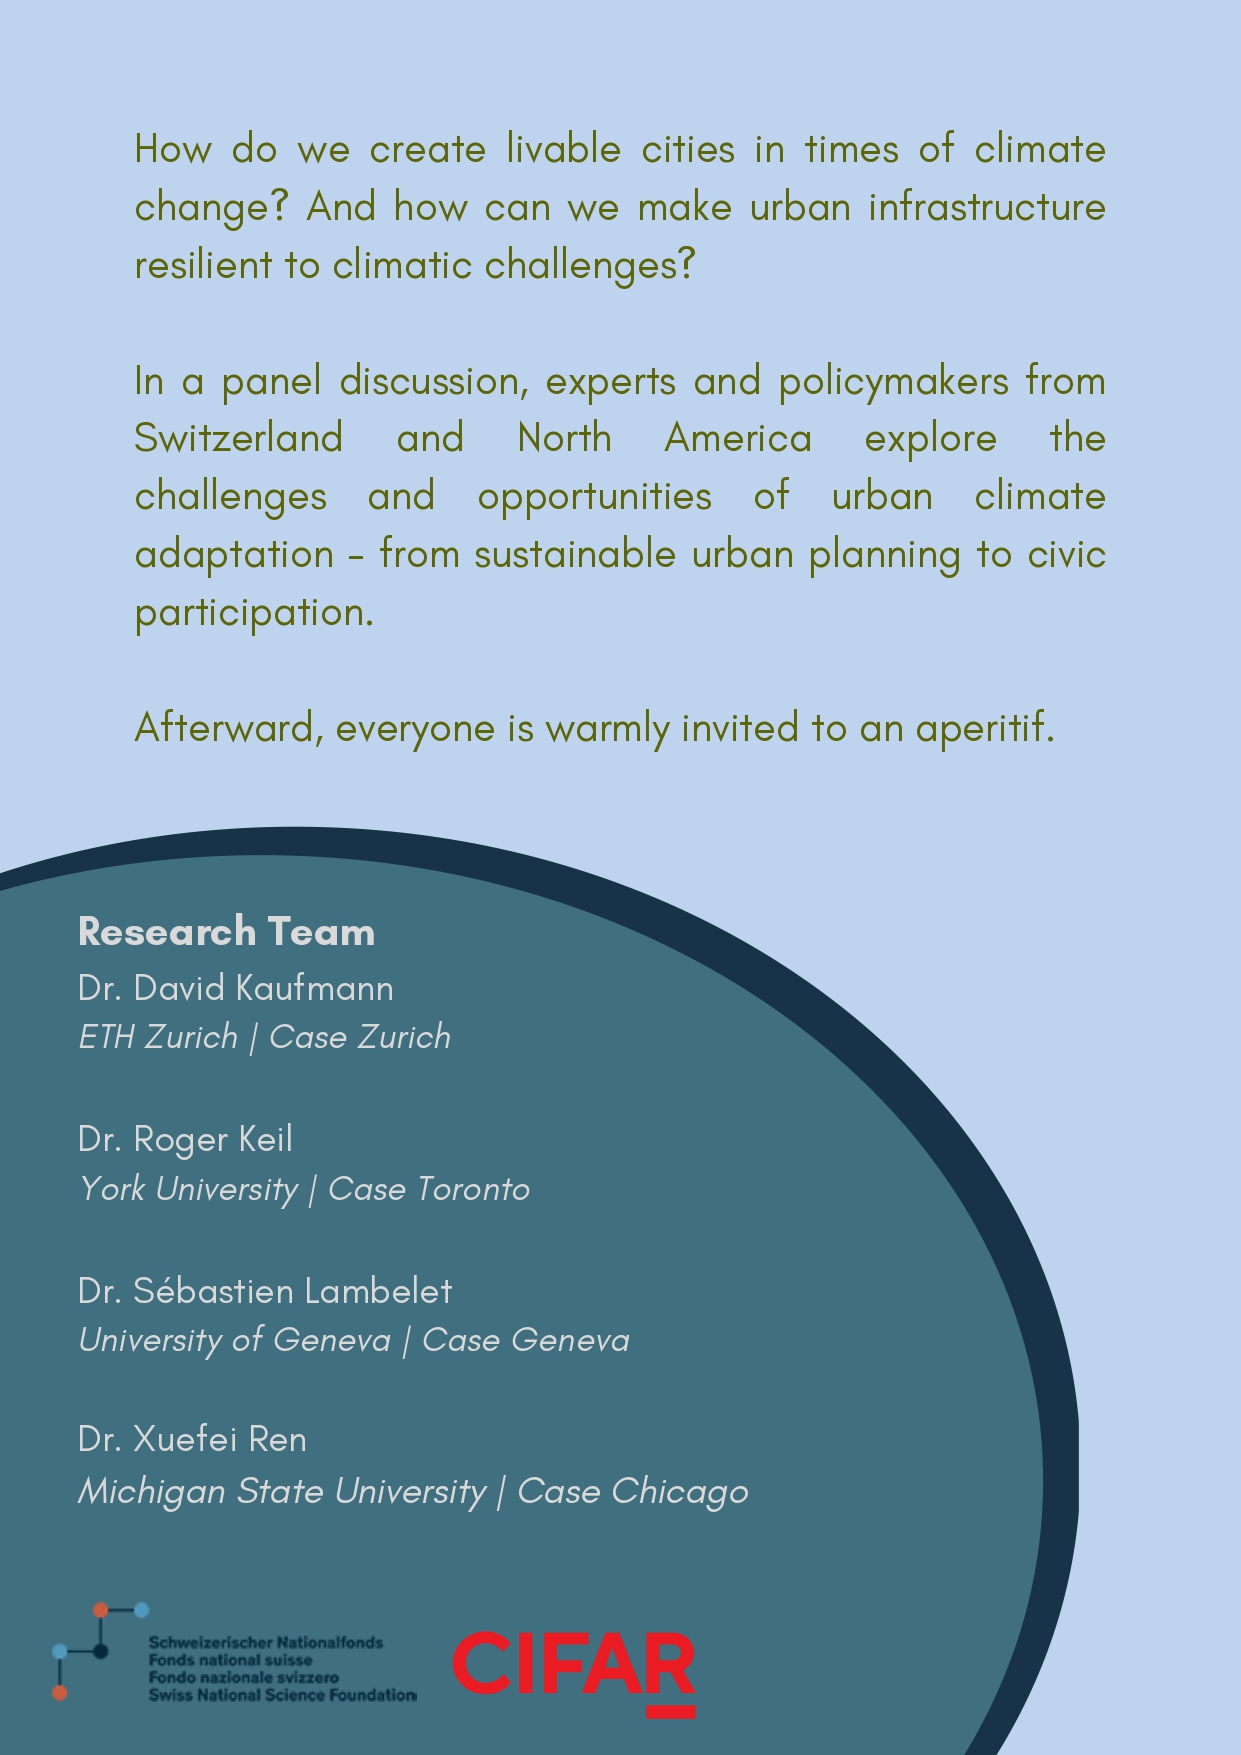 How do we create livable cities in times of climate
change? And how can we make urban infrastructure
resilient to climatic challenges?
In a panel discussion, experts and policymakers from
Switzerland and North America explore the
challenges and opportunities of urban climate
adaptation - from sustainable urban planning to civic
participation.
Afterward, everyone is warmly invited to an aperitif.
Research Team
Dr. David Kaufmann
ETH Zurich | Case Zurich
Dr. Roger Keil
York University | Case Toronto
Dr. Sébastien Lambelet
University of Geneva | Case Geneva
Dr. Xuefei Ren
Michigan State University | Case Chicago
Schweizerischer Nationalfonds
Fonds national suisse
Fondo nazionale svizzero
Swiss National Science Foundation
CIFAR